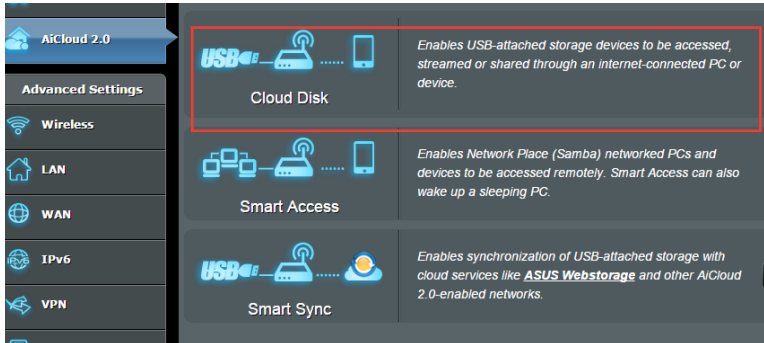 AiCloud 2.0
Advanced Settings
Wireless
LAN
WAN
IPv6
IPv6
VPN
USB
Cloud Disk
Enables USB-attached storage devices to be accessed,
streamed or shared through an internet-connected PC or
device.
Smart Access
Enables Network Place (Samba) networked PCs and
devices to be accessed remotely. Smart Access can also
wake up a sleeping PC.
USB
Smart Sync
Enables synchronization of USB-attached storage with
cloud services like ASUS Webstorage and other AiCloud
2.0-enabled networks.